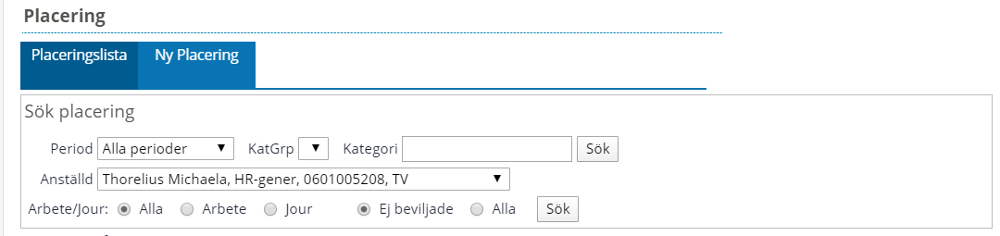 Placering
Placeringslista Ny Placering
Sök placering
Period Alla perioder KatGrp Kategori Sök
Anställd Thorelius Michaela, HR-gener, 0601005208, TV
Arbete/Jour: Alla Arbete Jour Ej beviljade Alla Sök